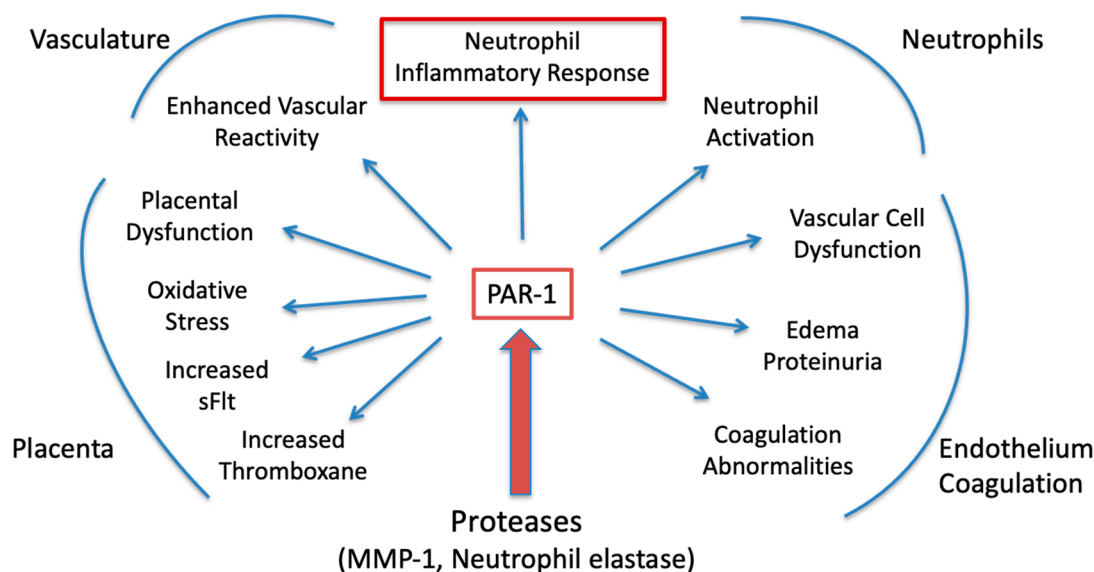 Vasculature
Neutrophil
Inflammatory Response
Neutrophils
Enhanced Vascular
Reactivity
Neutrophil
Activation
Placental
Dysfunction
Vascular Cell
Dysfunction
Oxidative
Stress
PAR-1
Edema
Proteinuria
Increased
sFlt
Increased
Thromboxane
Coagulation
Abnormalities
Placenta
Endothelium
Coagulation
Proteases
(MMP-1, Neutrophil elastase)